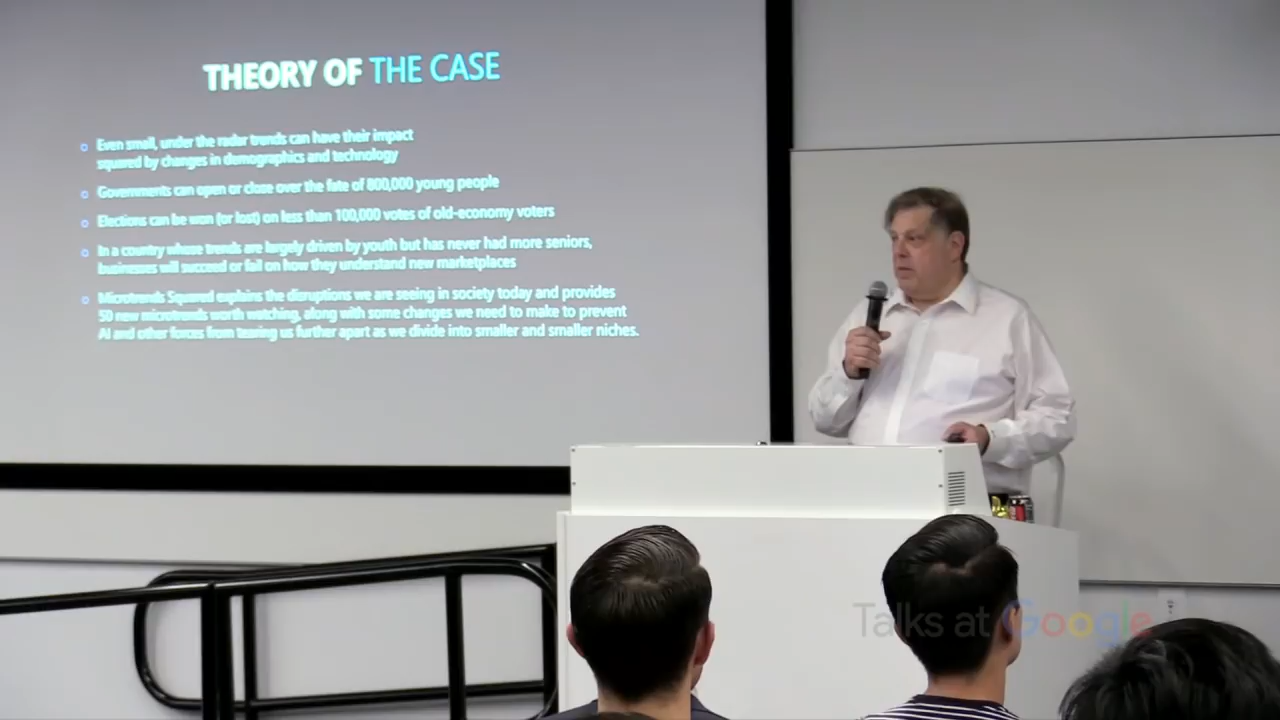 THEORY OF THE CASE
Even small, under the radar trends can have their impact
squared by changes in demographics and technology
Governments can open or close over the fate of 800,000 young people
Elections can be won (or lost) on less than 100,000 votes of old-economy voters
In a country whose trends are largely driven by youth but has never had more seniors,
businesses will succeed or fail on how they understand new marketplaces
Microtrends Squared explains the disruptions we are seeing in society today and provides
50 new microtrends worth watching, along with some changes we need to make to prevent
AI and other forces from tearing us further apart as we divide into smaller and smaller niches.
Talks at Google